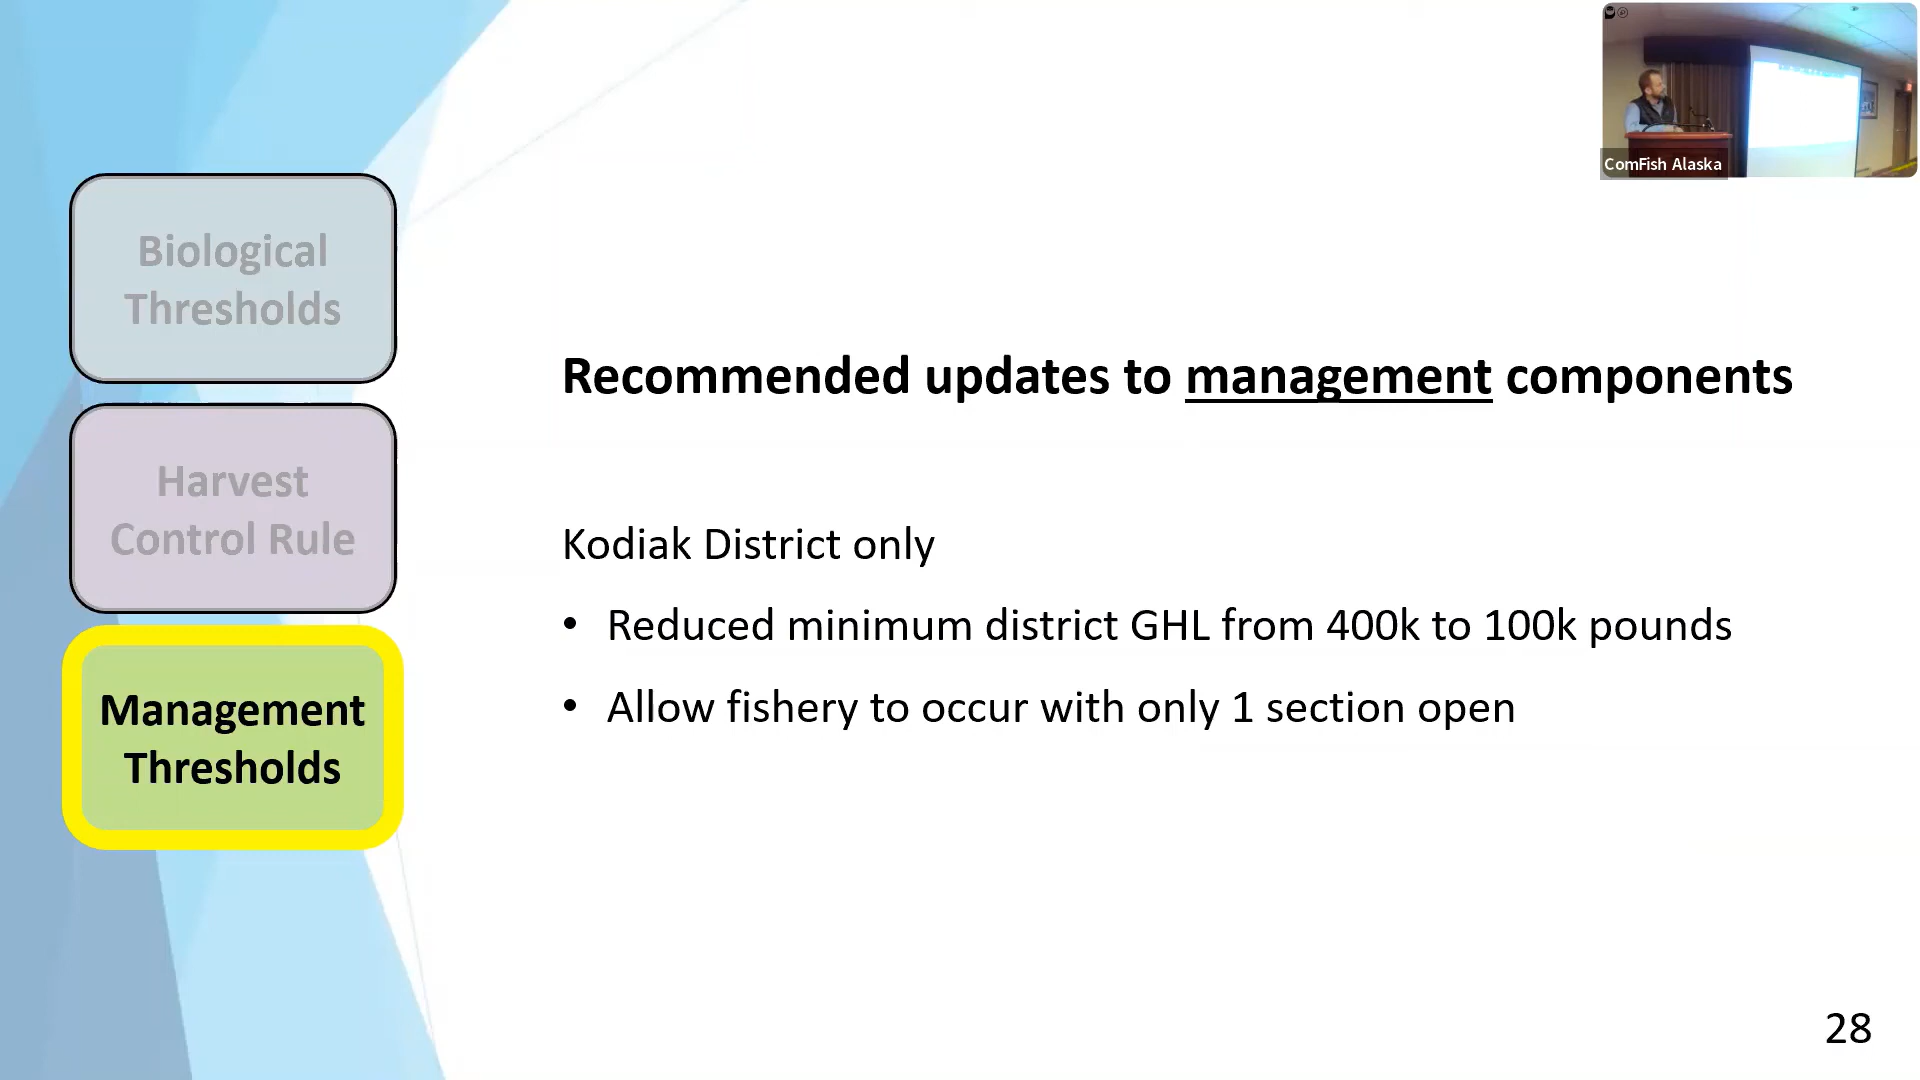 ComFish Alaska
Biological
Thresholds
Harvest
Control Rule
Management
Thresholds
Recommended updates to management components
Kodiak District only
• Reduced minimum district GHL from 400k to 100k pounds
• Allow fishery to occur with only 1 section open
28